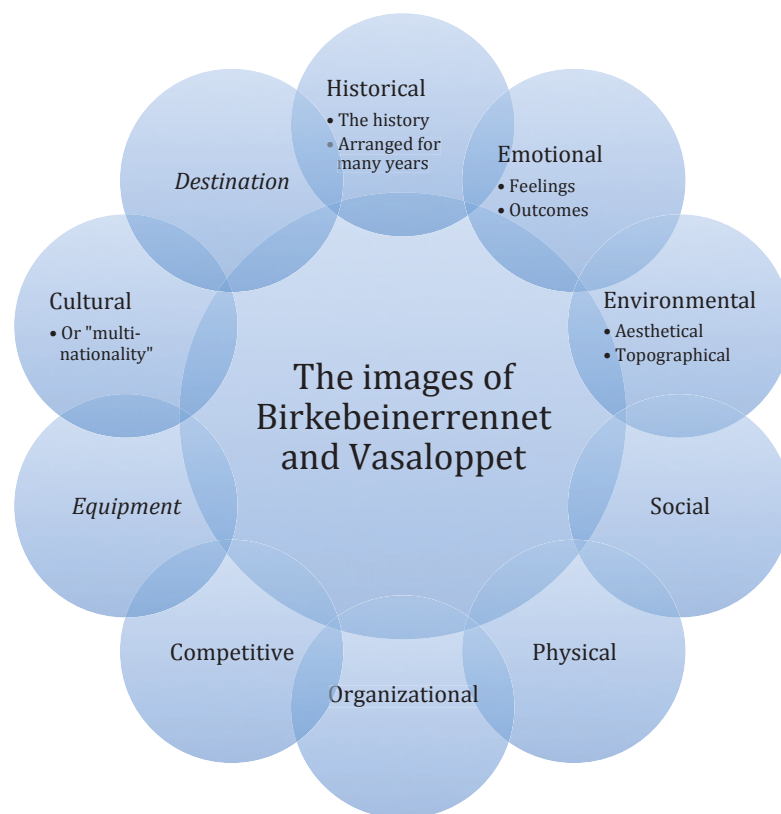 Historical
• The history
• Arranged for
many years
Emotional
• Feelings
• Outcomes
Environmental
• Aesthetical
• Topographical
Social
Physical
Organizational
Competitive
Equipment
Cultural
• Or "multi-
nationality"
Destination
The images of
Birkebeinerrennet
and Vasaloppet